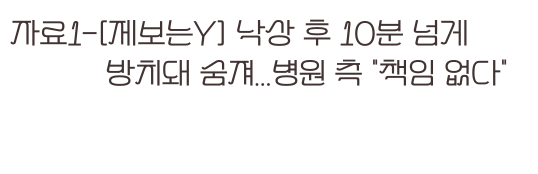 자료1-[제보는Y] 낙상 후 10분 넘게
방치돼 숨져...병원 측 "책임 없다"